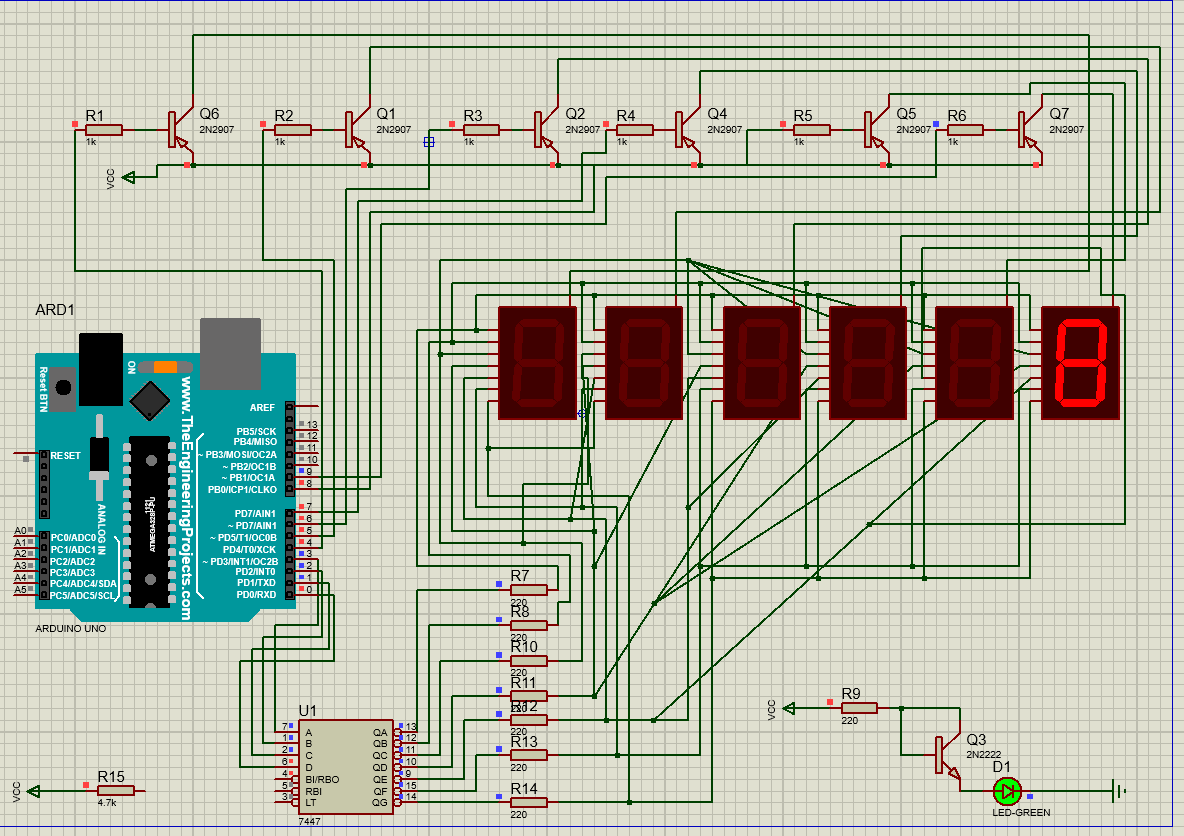 R1
1k
Q6
2N2907
R2
1k
Q1
2N2907
R3
1k
Q2
2N2907
R4
1k
Q4
2N2907
R5
1k
Q5
2N2907
R6
1k
Q7
2N2907
VCC
ARD1
Reset BTN
ON
www.TheEngineeringProjects.com
ANALOG IN
ATMEGA328P-PU
RESET
AREF
PB5/SCK
13
PB4/MISO
12
~ PB3/MOSI/OC2A
11
~ PB2/OC1B
10
~ PB1/OC1A
9
PB0/ICP1/CLKO
8
PD7/AIN1
7
~ PD7/AIN1
6
~ PD5/T1/OC0B
5
PD4/T0/XCK
4
~ PD3/INT1/OC2B
3
PD2/INT0
2
PD1/TXD
1
PD0/RXD
0
A0
PC0/ADC0
A1
PC1/ADC1
A2
PC2/ADC2
A3
PC3/ADC3
A4
PC4/ADC4/SDA
A5
PC5/ADC5/SCL
ARDUINO UNO
R7
220
R8
220
R10
220
R11
R12
220
R13
220
R14
220
U1
7
A
QA
13
1
B
QB
12
2
C
QC
11
6
D
QD
10
4
BI/RBO
QE
9
5
RBI
QF
15
3
LT
QG
14
7447
VCC
R15
4.7k
VCC
R9
220
Q3
2N2222
D1
LED-GREEN